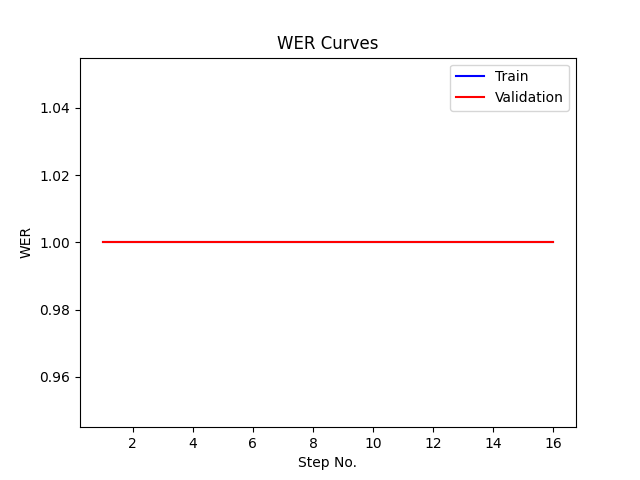 WER Curves
Train
Validation
1.04
1.02
1.00
0.98
0.96
WER
2 4 6 8 10 12 14 16
Step No.